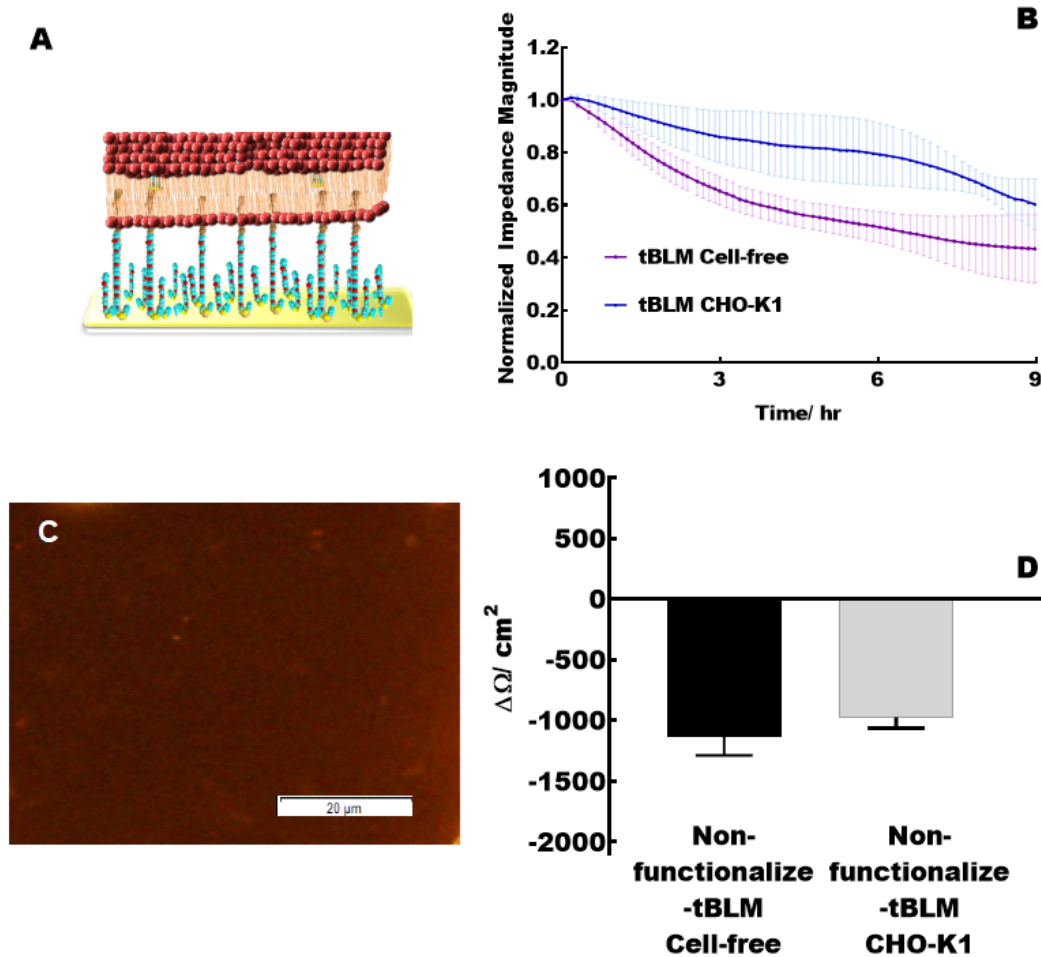 A
B
Normalized Impedance Magnitude
1.2
1.0
0.8
0.6
0.4
0.2
0.0
tBLM Cell-free
tBLM CHO-K1
0
3
6
9
Time/ hr
C
20 µm
D
ΔΩ/ cm²
1000
500
0
-500
-1000
-1500
-2000
Non-
functionalize
-tBLM
Cell-free
Non-
functionalize
-tBLM
CHO-K1